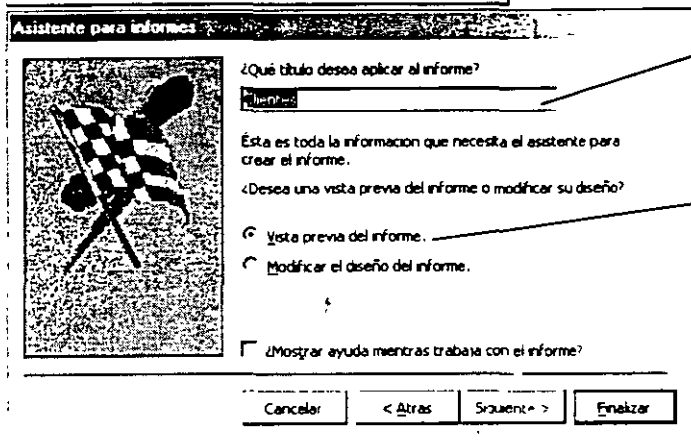 Asistente para informes
¿Qué título desea aplicar al informe?
Clientes
Ésta es toda la información que necesita el asistente para
crear el informe.
¿Desea una vista previa del informe o modificar su diseño?
Vista previa del informe.
Modificar el diseño del informe.
¿Mostrar ayuda mientras trabaja con el informe?
Cancelar
< Atrás
Siguiente >
Finalizar